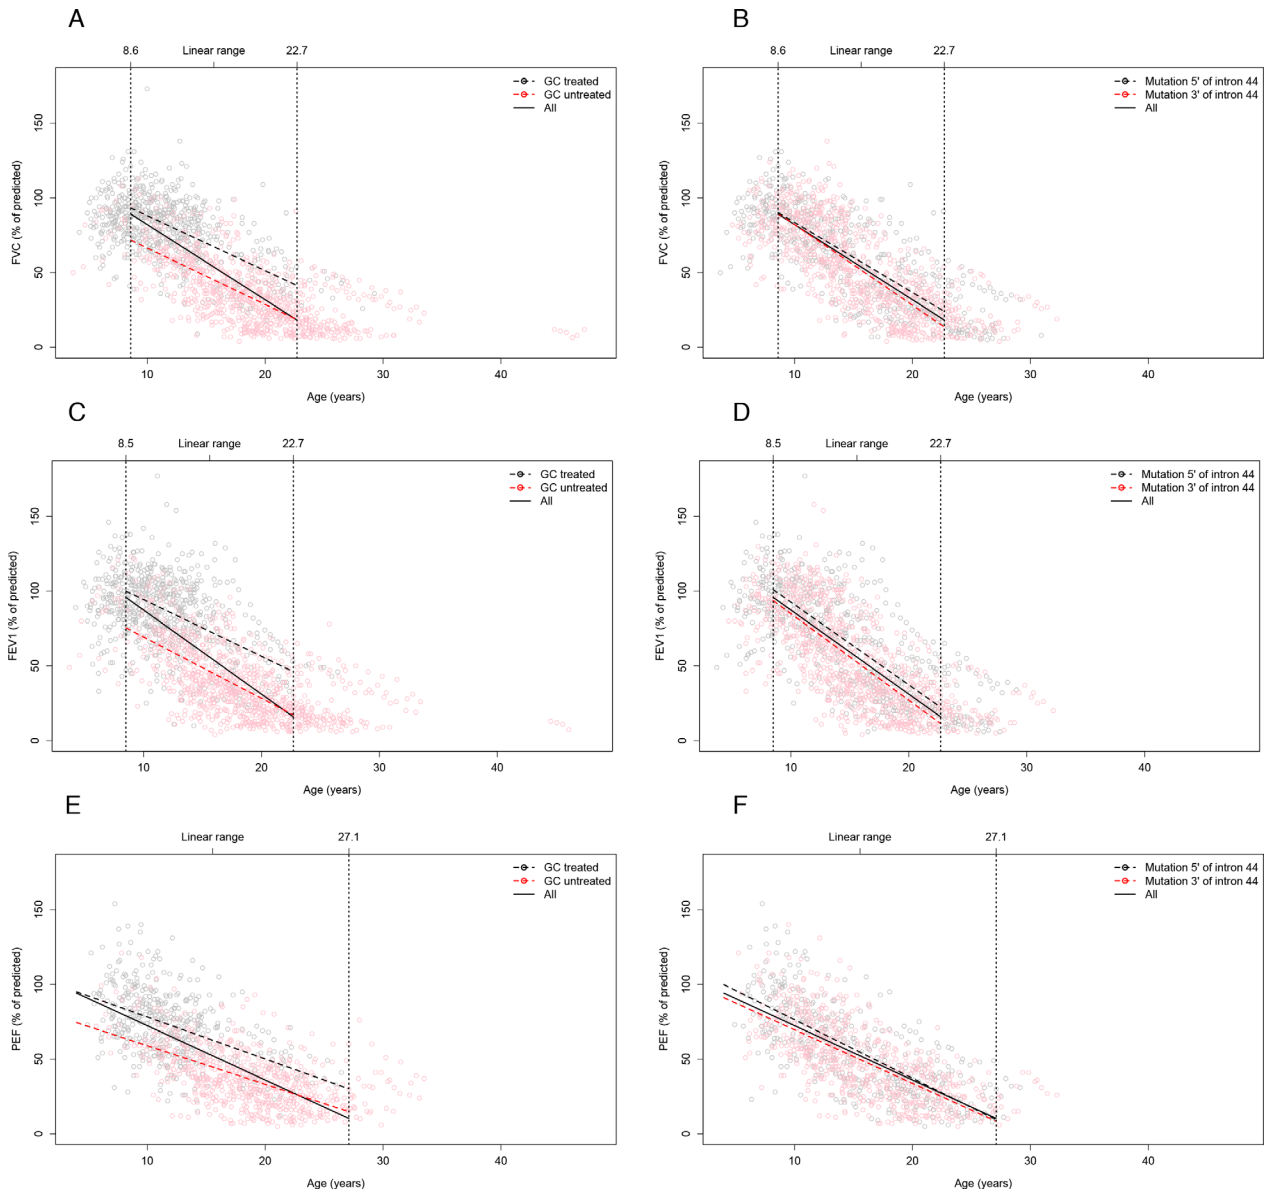 A
8.6 Linear range 22.7
GC treated
GC untreated
All
FVC (% of predicted)
150
100
50
0
10 20 30 40
Age (years)
B
8.6 Linear range 22.7
Mutation 5' of intron 44
Mutation 3' of intron 44
All
FVC (% of predicted)
150
100
50
0
10 20 30 40
Age (years)
C
8.5 Linear range 22.7
GC treated
GC untreated
All
FEV1 (% of predicted)
150
100
50
0
10 20 30 40
Age (years)
D
8.5 Linear range 22.7
Mutation 5' of intron 44
Mutation 3' of intron 44
All
FEV1 (% of predicted)
150
100
50
0
10 20 30 40
Age (years)
E
Linear range 27.1
GC treated
GC untreated
All
PEF (% of predicted)
150
100
50
0
10 20 30 40
Age (years)
F
Linear range 27.1
Mutation 5' of intron 44
Mutation 3' of intron 44
All
PEF (% of predicted)
150
100
50
0
10 20 30 40
Age (years)